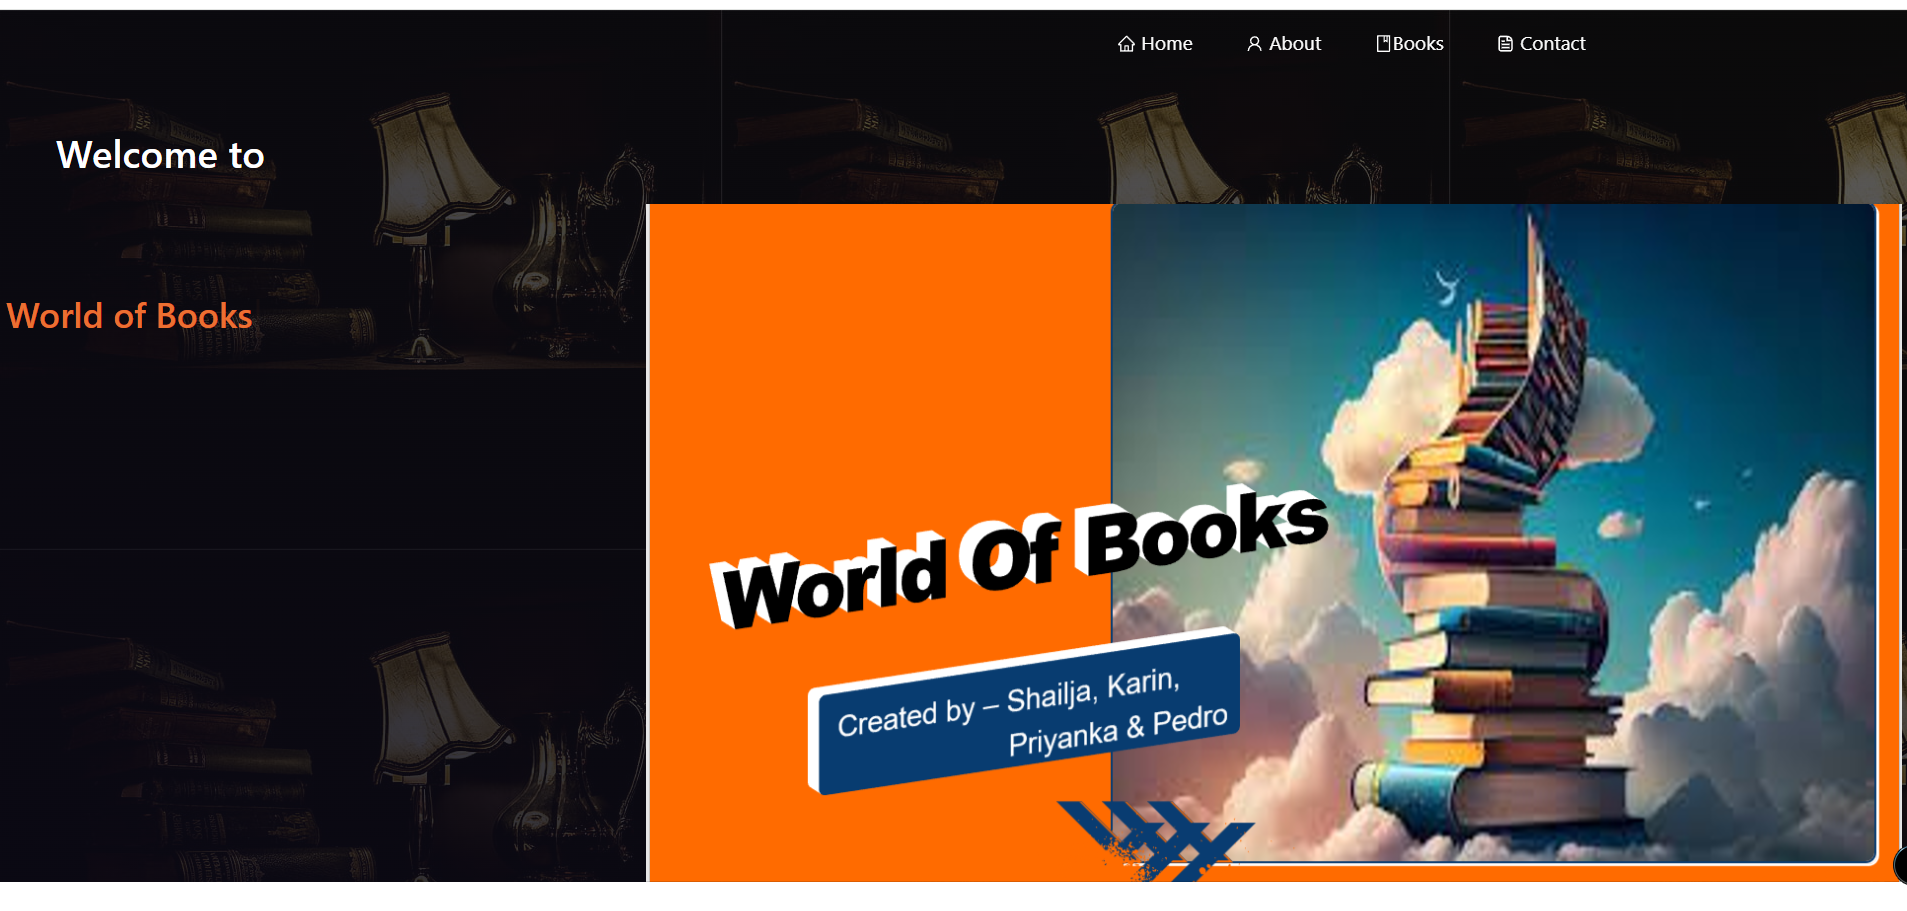 Home
About
Books
Contact
Welcome to
World of Books
World Of Books
Created by – Shailja, Karin,
Priyanka & Pedro